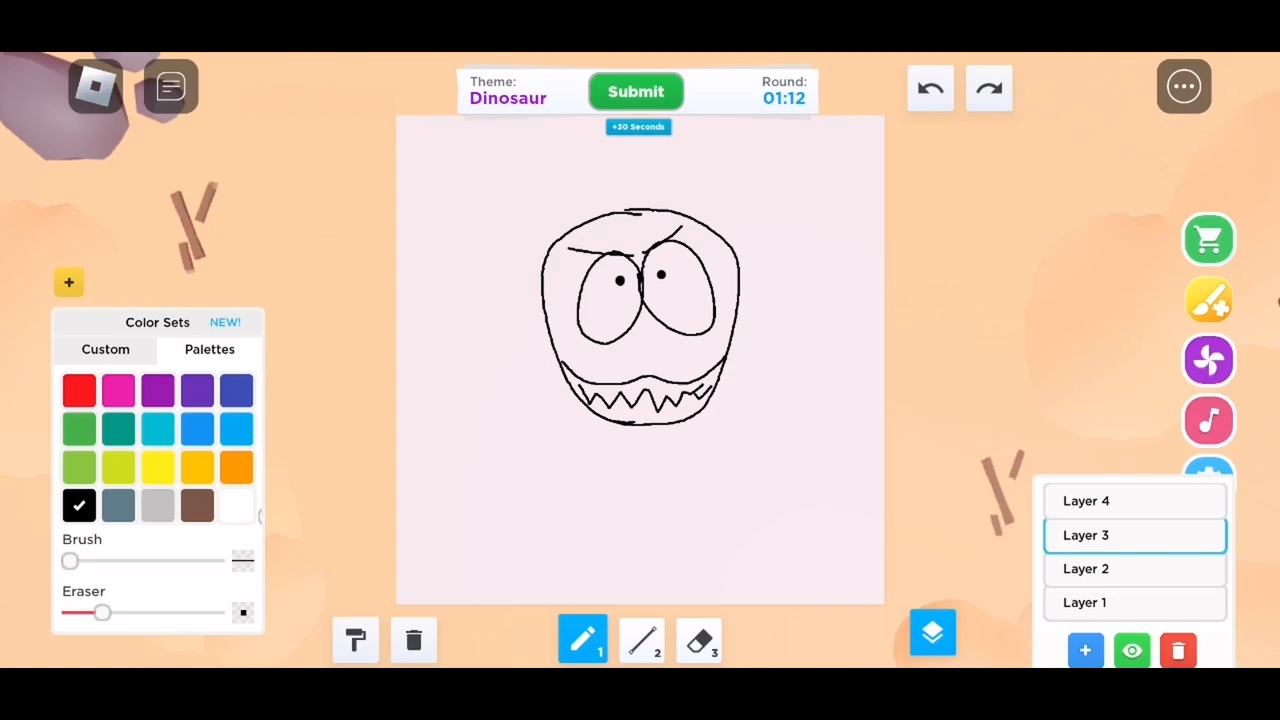 Theme:
Dinosaur
Submit
Round:
01:12
+30 Seconds
+
Color Sets NEW!
Custom Palettes
Brush
Eraser
1
2
3
Layer 4
Layer 3
Layer 2
Layer 1
+